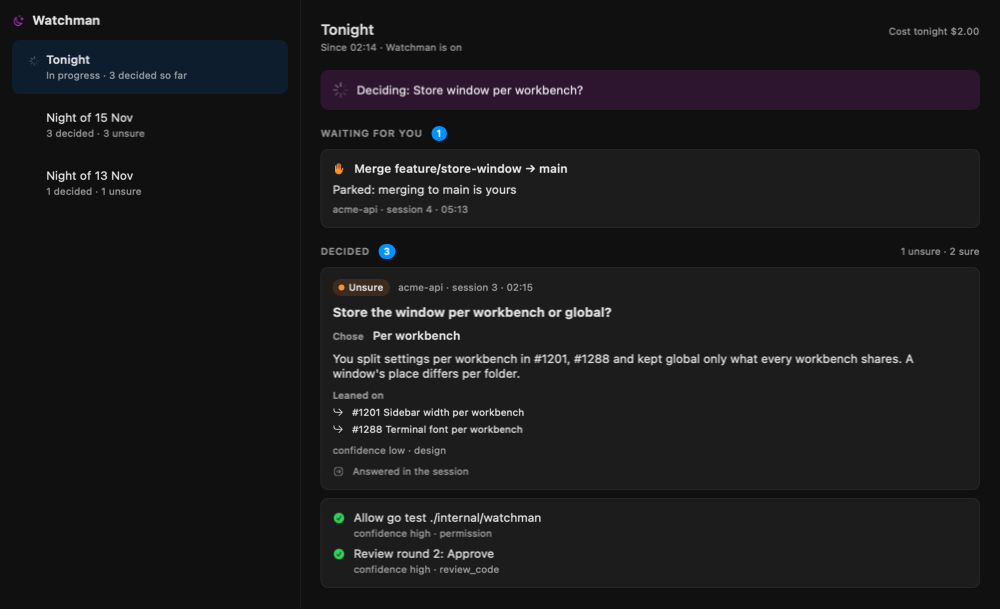 Watchman
Tonight
In progress · 3 decided so far
Night of 15 Nov
3 decided · 3 unsure
Night of 13 Nov
1 decided · 1 unsure
Tonight
Since 02:14 · Watchman is on
Cost tonight $2.00
Deciding: Store window per workbench?
WAITING FOR YOU 1
Merge feature/store-window → main
Parked: merging to main is yours
acme-api · session 4 · 05:13
DECIDED 3
1 unsure · 2 sure
Unsure acme-api · session 3 · 02:15
Store the window per workbench or global?
Chose Per workbench
You split settings per workbench in #1201, #1288 and kept global only what every workbench shares. A
window's place differs per folder.
Leaned on
#1201 Sidebar width per workbench
#1288 Terminal font per workbench
confidence low · design
Answered in the session
Allow go test ./internal/watchman
confidence high · permission
Review round 2: Approve
confidence high · review_code